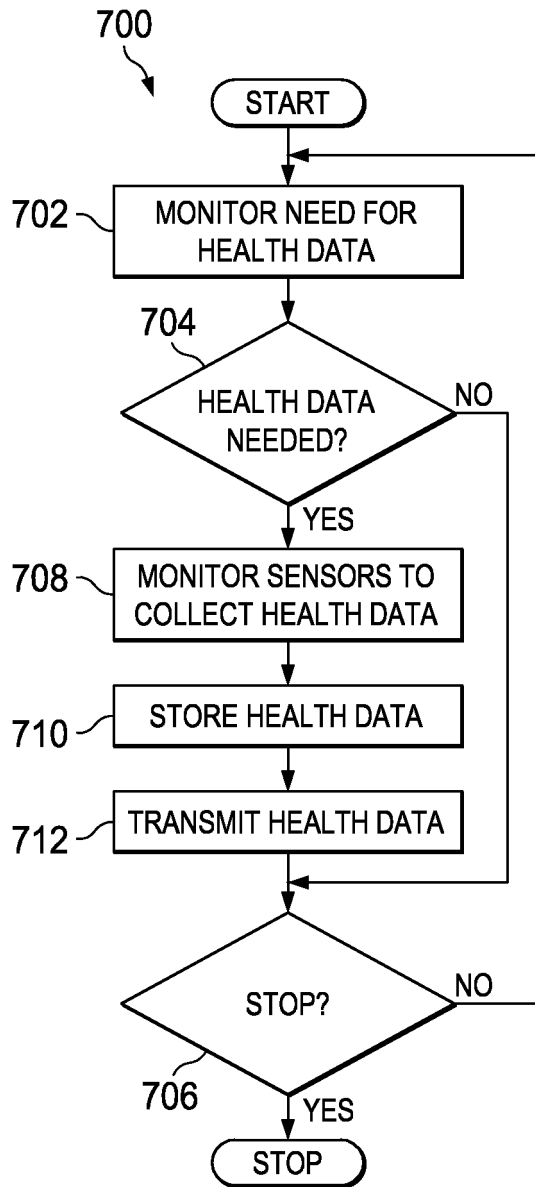 700
START
702
MONITOR NEED FOR
HEALTH DATA
704
HEALTH DATA
NEEDED?
NO
YES
708
MONITOR SENSORS TO
COLLECT HEALTH DATA
710
STORE HEALTH DATA
712
TRANSMIT HEALTH DATA
STOP?
NO
706
YES
STOP